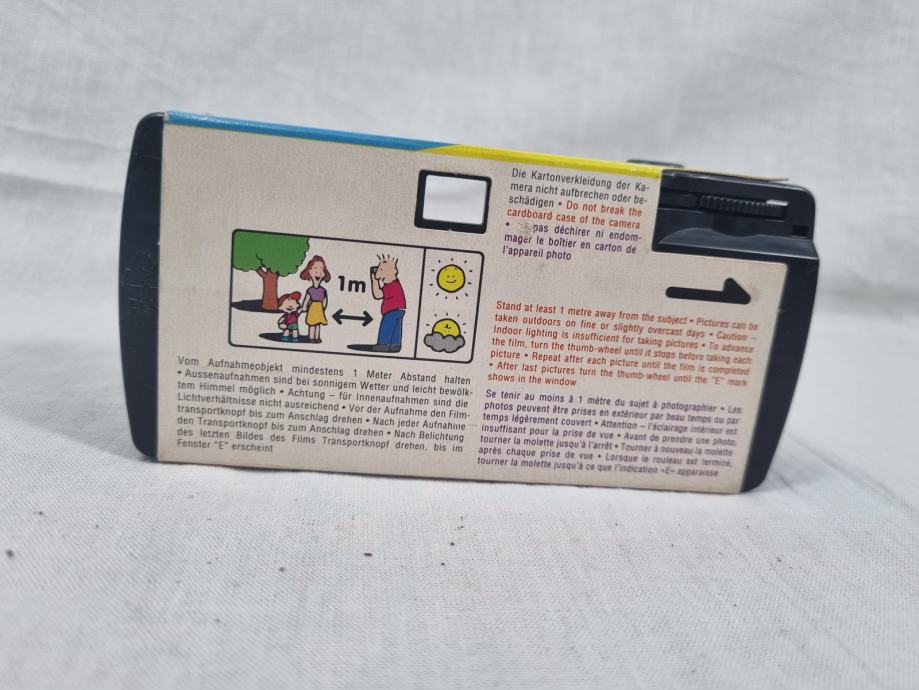 Die Kartonverkleidung der Ka-
mera nicht aufbrechen oder be-
schädigen • Do not break the
cardboard case of the camera
• pas déchirer ni endom-
mager le boîtier en carton de
l'appareil photo
1m
1
Stand at least 1 metre away from the subject • Pictures can be
taken outdoors on fine or slightly overcast days • Caution –
Indoor lighting is insufficient for taking pictures • To advance
the film, turn the thumb-wheel until it stops before taking each
picture • Repeat after each picture until the film is completed
• After last pictures turn the thumb-wheel until the "E" mark
shows in the window
Vom Aufnahmeobjekt mindestens 1 Meter Abstand halten
• Aussenaufnahmen sind bei sonnigem Wetter und leicht bewölk-
tem Himmel möglich • Achtung – für Innenaufnahmen sind die
Lichtverhältnisse nicht ausreichend • Vor der Aufnahme den Film-
transportknopf bis zum Anschlag drehen • Nach jeder Aufnahme
den Transportknopf bis zum Anschlag drehen • Nach Belichtung
des letzten Bildes des Films Transportknopf drehen, bis im
Fenster "E" erscheint
Se tenir au moins à 1 mètre du sujet à photographier • Les
photos peuvent être prises en extérieur par beau temps ou par
temps légèrement couvert • Attention – l'éclairage intérieur est
insuffisant pour la prise de vue • Avant de prendre une photo,
tourner la molette jusqu'à l'arrêt • Tourner à nouveau la molette
après chaque prise de vue • Lorsque le rouleau est terminé,
tourner la molette jusqu'à ce que l'indication «E» apparaisse